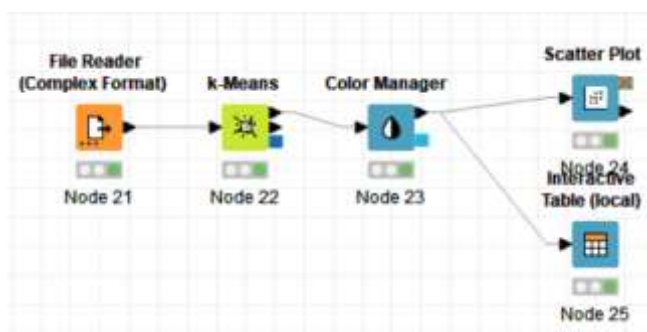 File Reader
(Complex Format)
k-Means
Color Manager
Scatter Plot
Node 21
Node 22
Node 23
Node 24
Interactive
Table (local)
Node 25